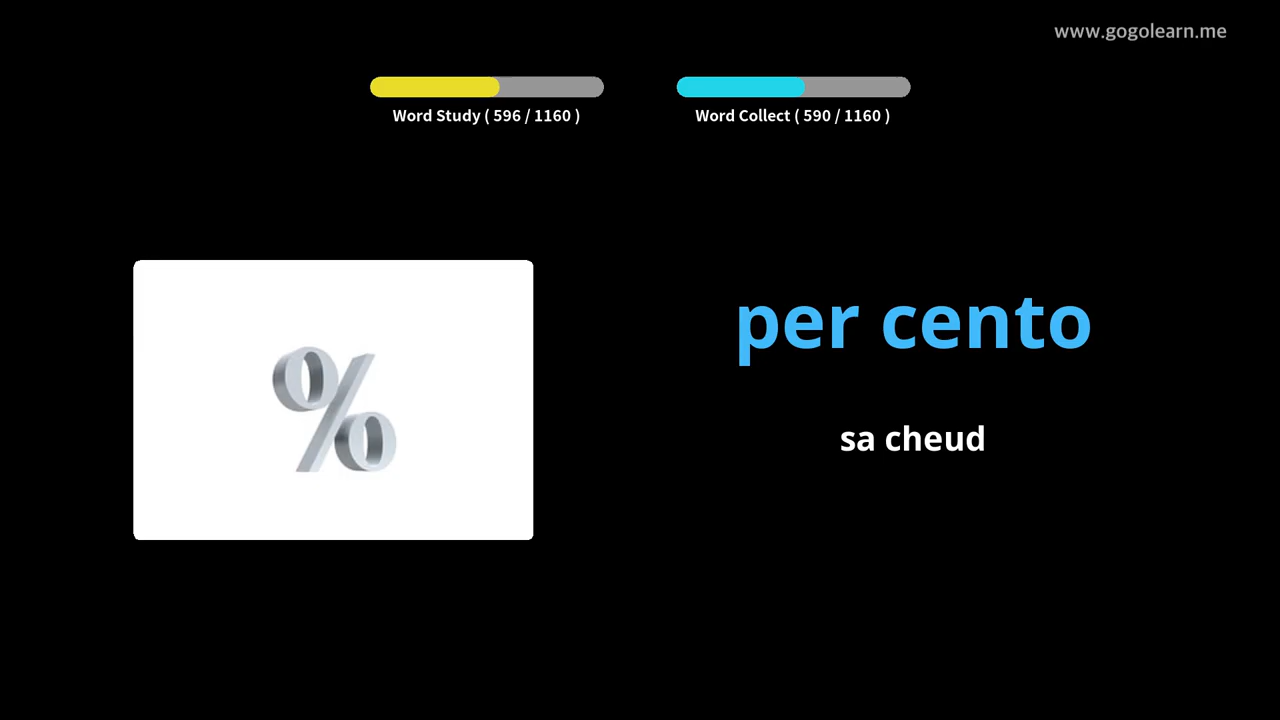 www.gogolearn.me
Word Study ( 596 / 1160 )
Word Collect ( 590 / 1160 )
%
per cento
sa cheud